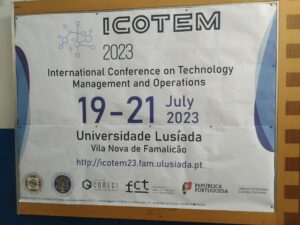 ICOTEM
2023
International Conference on Technology
Management and Operations
19-21 July
2023
Universidade Lusíada
Vila Nova de Famalicão
http://icotem23.fam.ulusiada.pt
COMEGI
fct
REPÚBLICA
PORTUGUESA